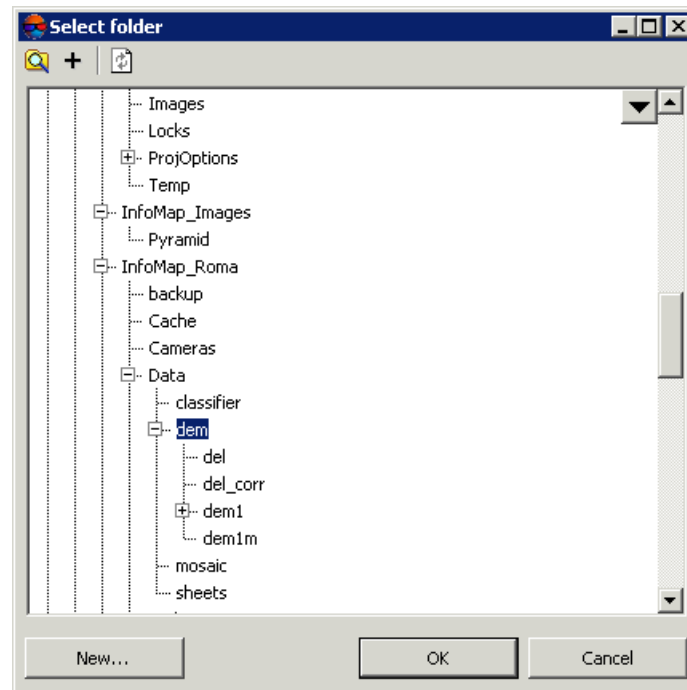 Select folder
Images
Locks
ProjOptions
Temp
InfoMap_Images
Pyramid
InfoMap_Roma
backup
Cache
Cameras
Data
classifier
dem
del
del_corr
dem1
dem1m
mosaic
sheets
New... OK Cancel